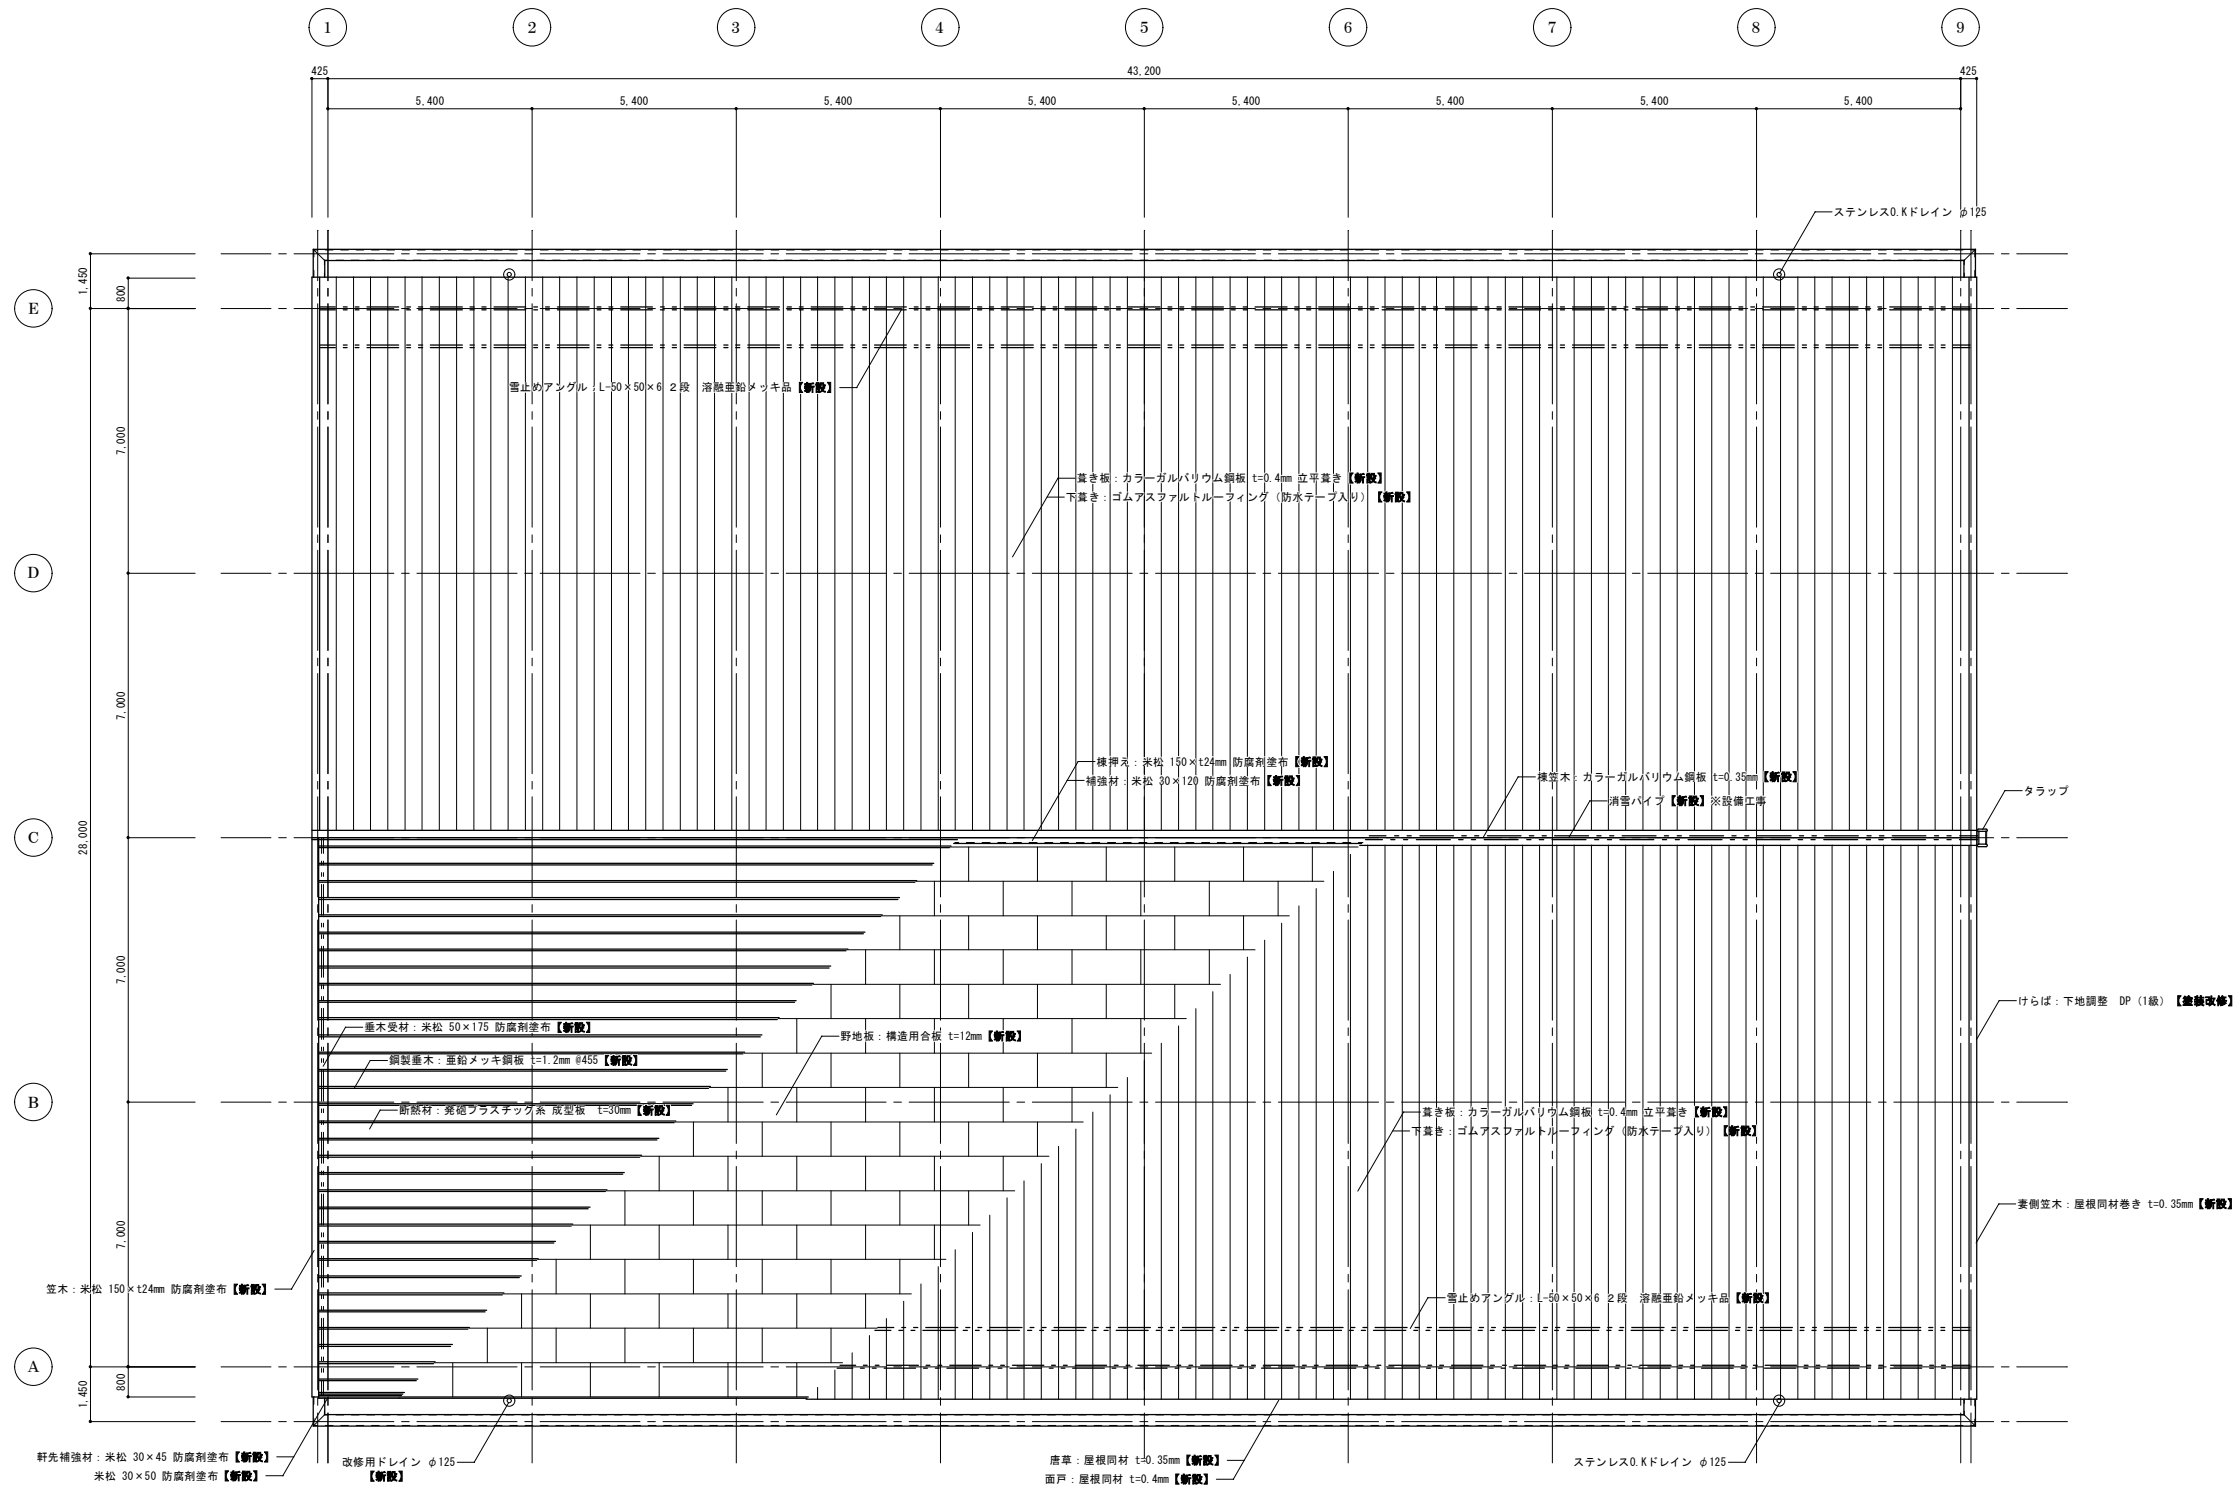 1 2 3 4 5 6 7 8 9
425 43,200 425
5,400 5,400 5,400 5,400 5,400 5,400 5,400 5,400
ステンレスO.Kドレイン φ125
1,450
800
E
雪止めアングル：L-50×50×6 2段　溶融亜鉛メッキ品【新設】
7,000
葺き板：カラーガルバリウム鋼板 t=0.4mm 立平葺き【新設】
下葺き：ゴムアスファルトルーフィング（防水テープ入り）【新設】
D
7,000
棟押え：米松 150×t24mm 防腐剤塗布【新設】
補強材：米松 30×120 防腐剤塗布【新設】
棟笠木：カラーガルバリウム鋼板 t=0.35mm【新設】
消雪パイプ【新設】※設備工事
タラップ
C
28,000
7,000
けらば：下地調整　DP（1級）【塗装改修】
垂木受材：米松 50×175 防腐剤塗布【新設】
野地板：構造用合板 t=12mm【新設】
鋼製垂木：亜鉛メッキ鋼板 t=1.2mm @455【新設】
B
断熱材：発砲プラスチック系 成型板　t=30mm【新設】
葺き板：カラーガルバリウム鋼板 t=0.4mm 立平葺き【新設】
下葺き：ゴムアスファルトルーフィング（防水テープ入り）【新設】
妻側笠木：屋根同材巻き t=0.35mm【新設】
7,000
笠木：米松 150×t24mm 防腐剤塗布【新設】
雪止めアングル：L-50×50×6 2段　溶融亜鉛メッキ品【新設】
A
800
1,450
軒先補強材：米松 30×45 防腐剤塗布【新設】
米松 30×50 防腐剤塗布【新設】
改修用ドレイン φ125
【新設】
唐草：屋根同材 t=0.35mm【新設】
面戸：屋根同材 t=0.4mm【新設】
ステンレスO.Kドレイン φ125